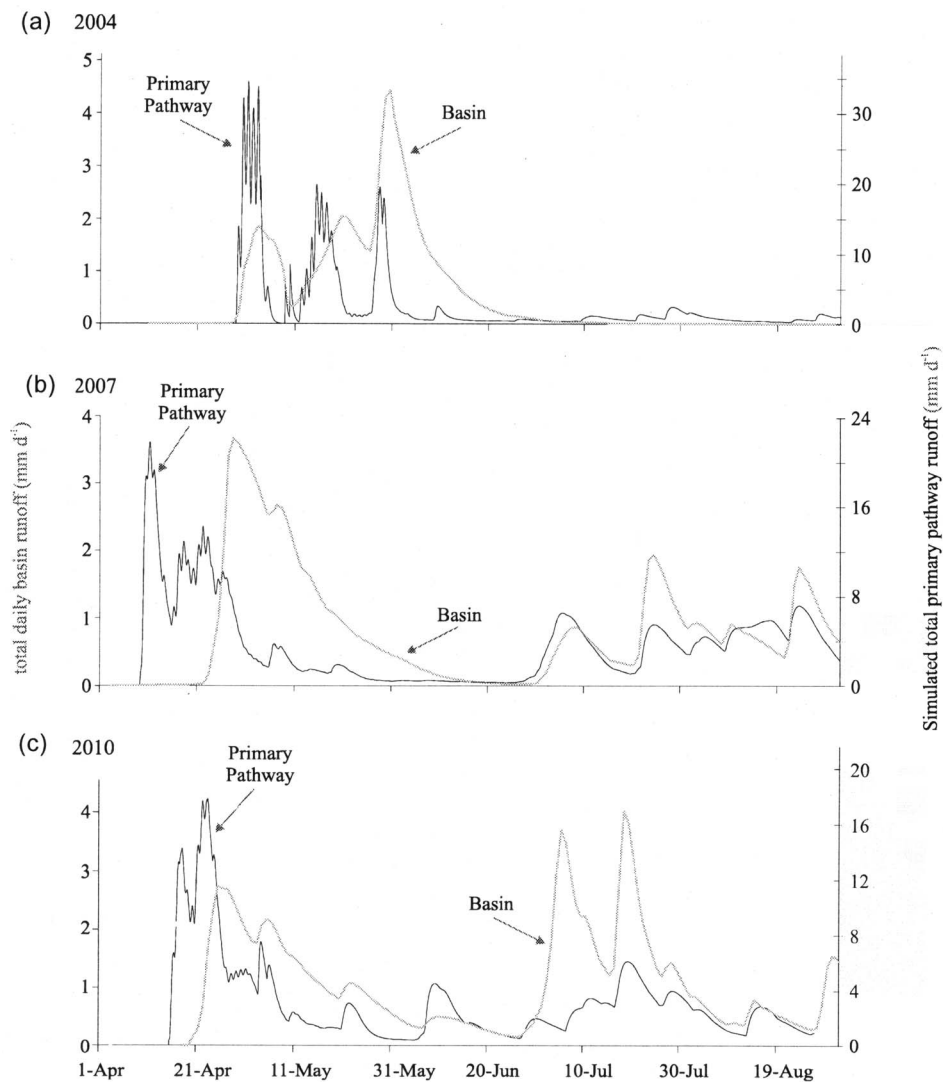 (a) 2004
5
4
3
2
1
0
Primary
Pathway
Basin
30
20
10
0
(b) 2007
4
3
2
1
0
Primary
Pathway
Basin
24
20
16
12
8
4
0
total daily basin runoff (mm d⁻¹)
Simulated total primary pathway runoff (mm d⁻¹)
(c) 2010
4
3
2
1
0
Primary
Pathway
Basin
20
16
12
8
4
0
1-Apr 21-Apr 11-May 31-May 20-Jun 10-Jul 30-Jul 19-Aug